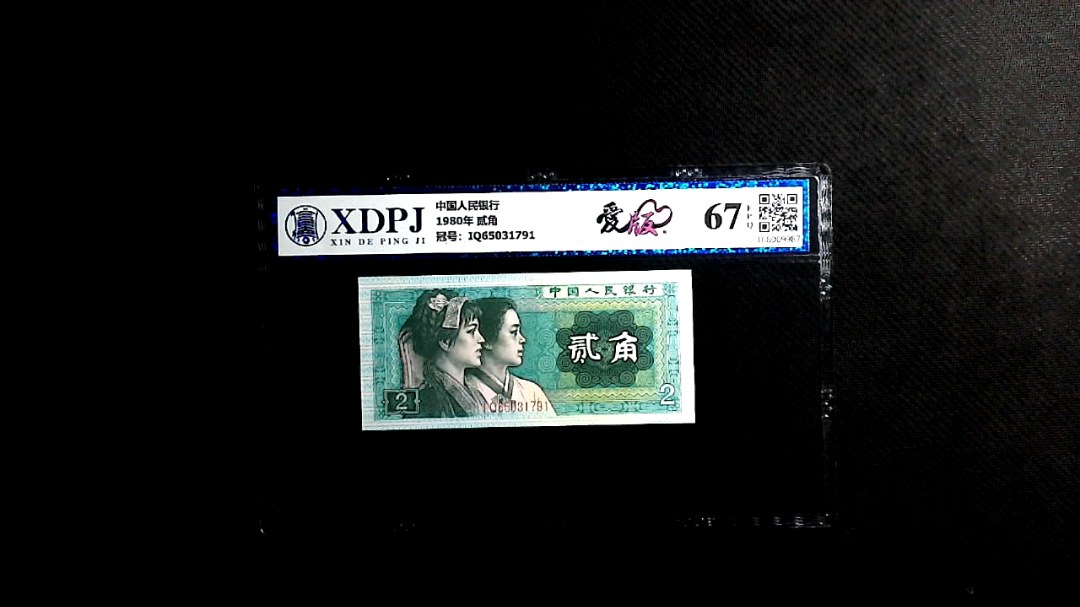 XDPJ
XIN DE PING JI
中国人民银行
1980年 贰角
冠号：IQ65031791
爱版
67
中国人民银行
贰角
2
IQ65031791
2